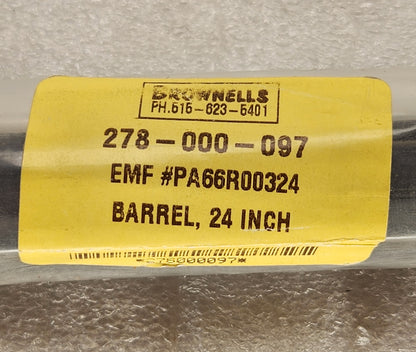 BROWNELLS
PH.515-623-5401
278-000-097
EMF #PA66R00324
BARREL, 24 INCH